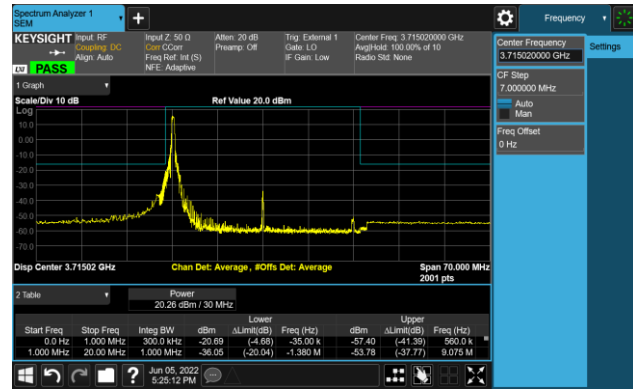 Spectrum Analyzer 1
SEM
Frequency
KEYSIGHT
Input: RF
Coupling: DC
Align: Auto
Input Z: 50 Ω
Corr CCorr
Freq Ref: Int (S)
NFE: Adaptive
Atten: 20 dB
Preamp: Off
Trig: External 1
Gate: LO
IF Gain: Low
Center Freq: 3.715020000 GHz
Avg|Hold: 100.00% of 10
Radio Std: None
LXI PASS
1 Graph
Scale/Div 10 dB
Ref Value 20.0 dBm
Log
10.0
0.00
-10.0
-20.0
-30.0
-40.0
-50.0
-60.0
-70.0
Disp Center 3.71502 GHz
Chan Det: Average, #Offs Det: Average
Span 70.000 MHz
2001 pts
2 Table
Power
20.26 dBm / 30 MHz
Lower Upper
Start Freq Stop Freq Integ BW dBm ΔLimit(dB) Freq (Hz) dBm ΔLimit(dB) Freq (Hz)
0.0 Hz 1.000 MHz 300.0 kHz -20.69 (-4.68) -35.00 k -57.40 (-41.39) 560.0 k
1.000 MHz 20.00 MHz 1.000 MHz -36.05 (-20.04) -1.380 M -53.78 (-37.77) 9.075 M
?
Jun 05, 2022
5:25:12 PM
Center Frequency
3.715020000 GHz
Settings
CF Step
7.000000 MHz
Auto
Man
Freq Offset
0 Hz